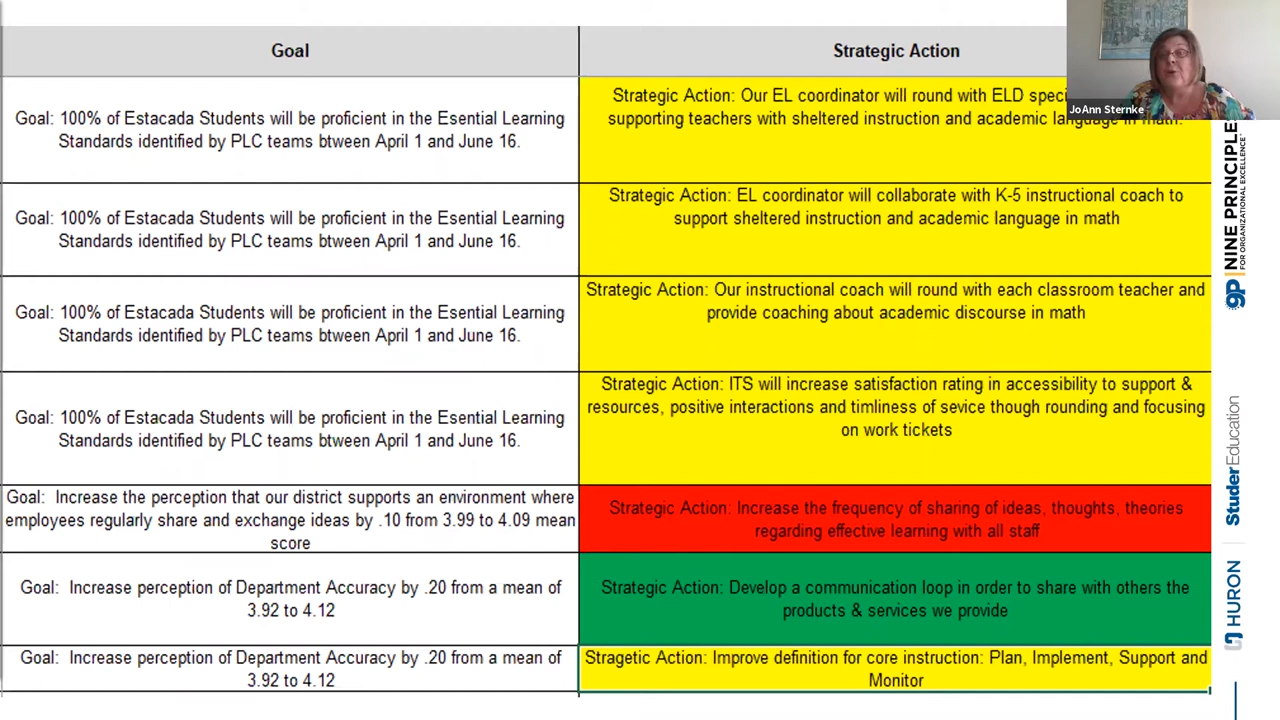 Goal
Strategic Action
Goal: 100% of Estacada Students will be proficient in the Esential Learning
Standards identified by PLC teams btween April 1 and June 16.
Strategic Action: Our EL coordinator will round with ELD
supporting teachers with sheltered instruction and academic language in math.
Goal: 100% of Estacada Students will be proficient in the Esential Learning
Standards identified by PLC teams btween April 1 and June 16.
Strategic Action: EL coordinator will collaborate with K-5 instructional coach to
support sheltered instruction and academic language in math
Goal: 100% of Estacada Students will be proficient in the Esential Learning
Standards identified by PLC teams btween April 1 and June 16.
Strategic Action: Our instructional coach will round with each classroom teacher and
provide coaching about academic discourse in math
Goal: 100% of Estacada Students will be proficient in the Esential Learning
Standards identified by PLC teams btween April 1 and June 16.
Strategic Action: ITS will increase satisfaction rating in accessibility to support &
resources, positive interactions and timliness of sevice though rounding and focusing
on work tickets
Goal: Increase the perception that our district supports an environment where
employees regularly share and exchange ideas by .10 from 3.99 to 4.09 mean
score
Strategic Action: Increase the frequency of sharing of ideas, thoughts, theories
regarding effective learning with all staff
Goal: Increase perception of Department Accuracy by .20 from a mean of
3.92 to 4.12
Strategic Action: Develop a communication loop in order to share with others the
products & services we provide
Goal: Increase perception of Department Accuracy by .20 from a mean of
3.92 to 4.12
Stragetic Action: Improve definition for core instruction: Plan, Implement, Support and
Monitor
JoAnn Sternke
9P NINE PRINCIPLE
FOR ORGANIZATIONAL EXCELLENCE
StuderEducation
HURON